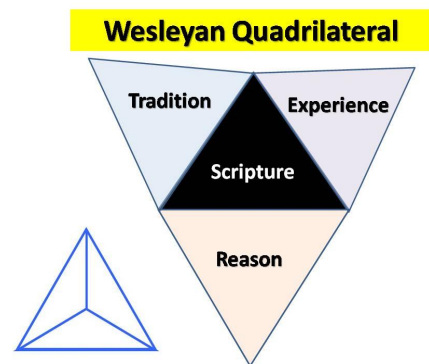 Wesleyan Quadrilateral
Tradition
Experience
Scripture
Reason